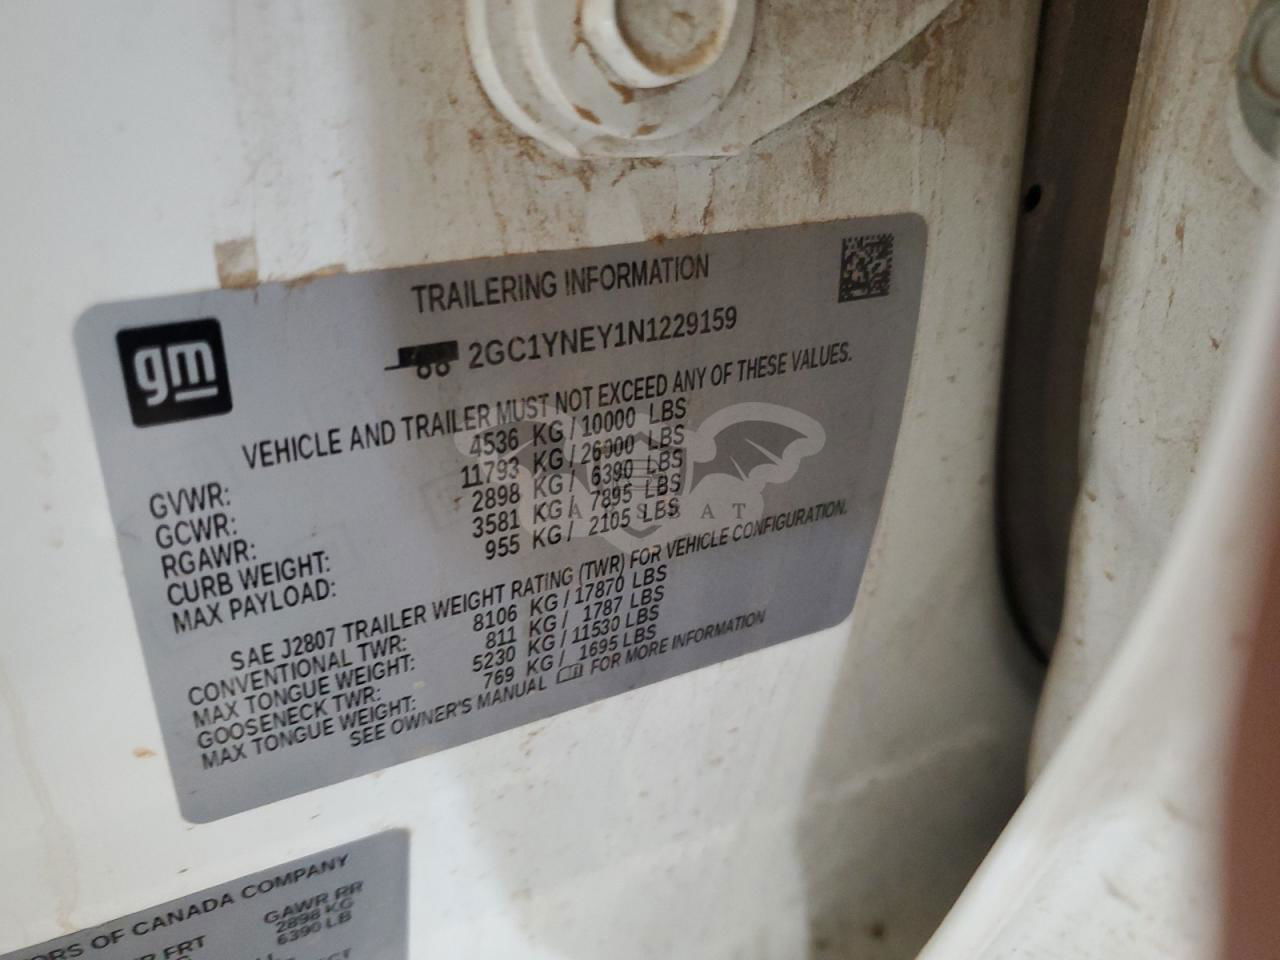 TRAILERING INFORMATION
gm
2GC1YNEY1N1229159
VEHICLE AND TRAILER MUST NOT EXCEED ANY OF THESE VALUES.
GVWR: 4536 KG / 10000 LBS
GCWR: 11793 KG / 26000 LBS
RGAWR: 2898 KG / 6390 LBS
CURB WEIGHT: 3581 KG / 7895 LBS
MAX PAYLOAD: 955 KG / 2105 LBS
SAE J2807 TRAILER WEIGHT RATING (TWR) FOR VEHICLE CONFIGURATION.
CONVENTIONAL TWR: 8106 KG / 17870 LBS
MAX TONGUE WEIGHT: 811 KG / 1787 LBS
GOOSENECK TWR: 5230 KG / 11530 LBS
MAX TONGUE WEIGHT: 769 KG / 1695 LBS
SEE OWNER'S MANUAL FOR MORE INFORMATION
OF CANADA COMPANY
FRT GAWR RR
2898 KG
6390 LB